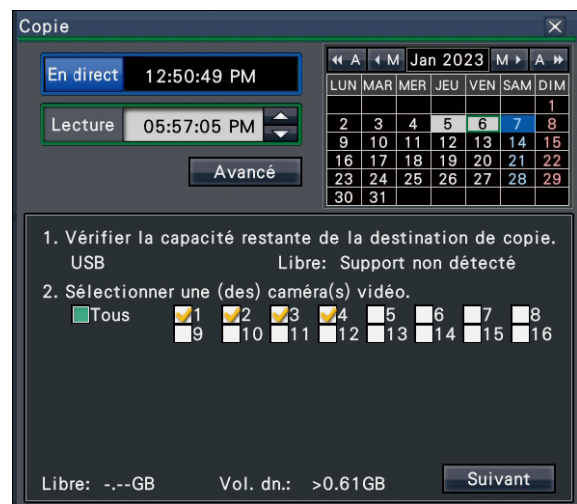 Copie
En direct 12:50:49 PM
Lecture 05:57:05 PM
Avancé
A M Jan 2023 M A
LUN MAR MER JEU VEN SAM DIM
1
2 3 4 5 6 7 8
9 10 11 12 13 14 15
16 17 18 19 20 21 22
23 24 25 26 27 28 29
30 31
1. Vérifier la capacité restante de la destination de copie.
USB Libre: Support non détecté
2. Sélectionner une (des) caméra(s) vidéo.
Tous 1 2 3 4 5 6 7 8
9 10 11 12 13 14 15 16
Libre: -.--GB Vol. dn.: >0.61GB Suivant